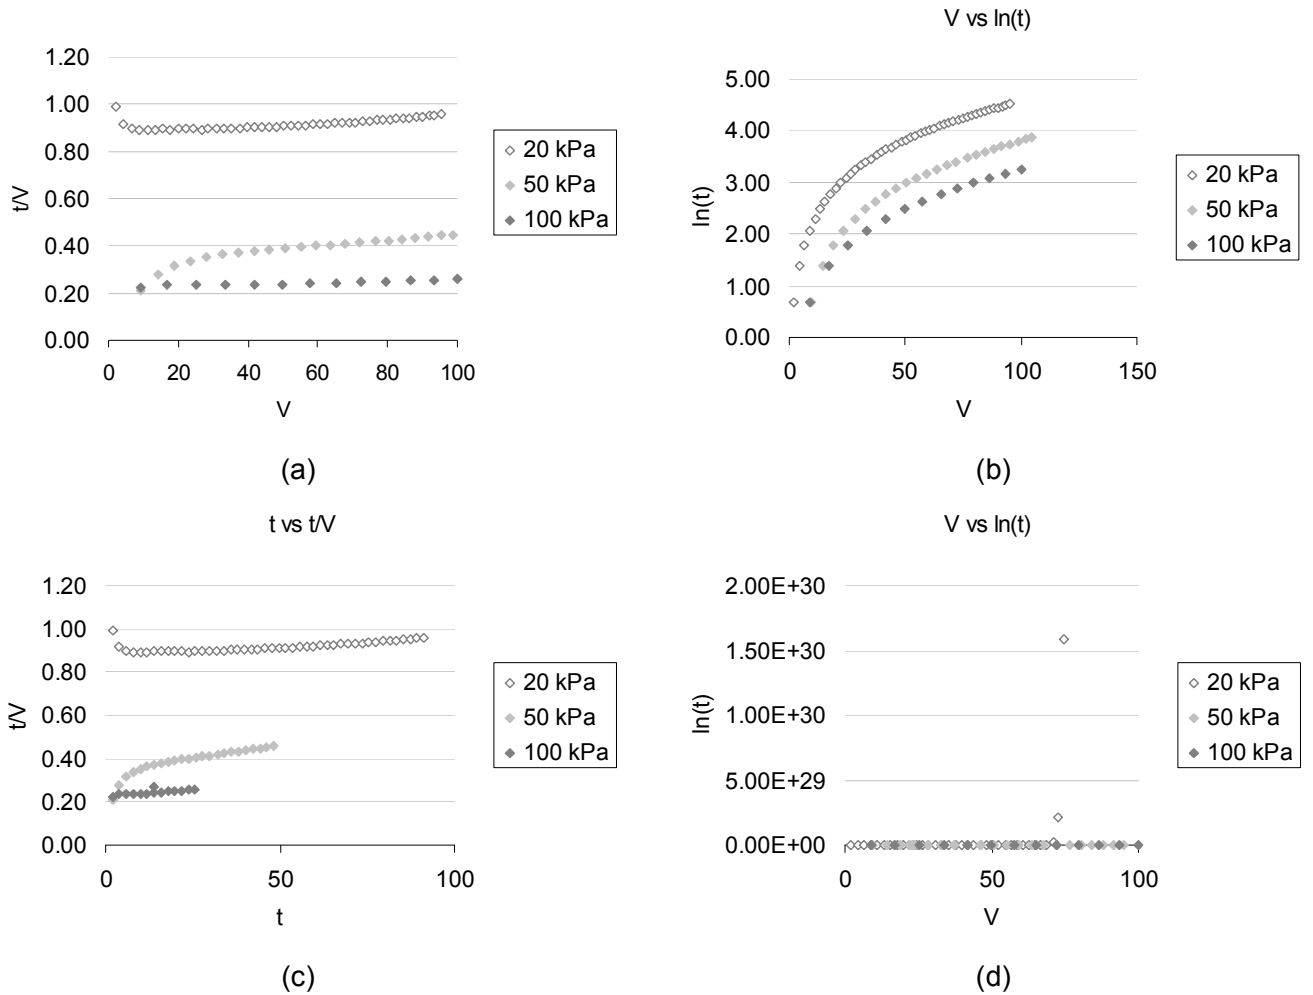 1.20
1.00
0.80
0.60
0.40
0.20
0.00
t/V
0 20 40 60 80 100
V
20 kPa
50 kPa
100 kPa
(a)
V vs ln(t)
5.00
4.00
3.00
2.00
1.00
0.00
ln(t)
0 50 100 150
V
20 kPa
50 kPa
100 kPa
(b)
t vs t/V
1.20
1.00
0.80
0.60
0.40
0.20
0.00
t/V
0 50 100
t
20 kPa
50 kPa
100 kPa
(c)
V vs ln(t)
2.00E+30
1.50E+30
1.00E+30
5.00E+29
0.00E+00
ln(t)
0 50 100
V
20 kPa
50 kPa
100 kPa
(d)